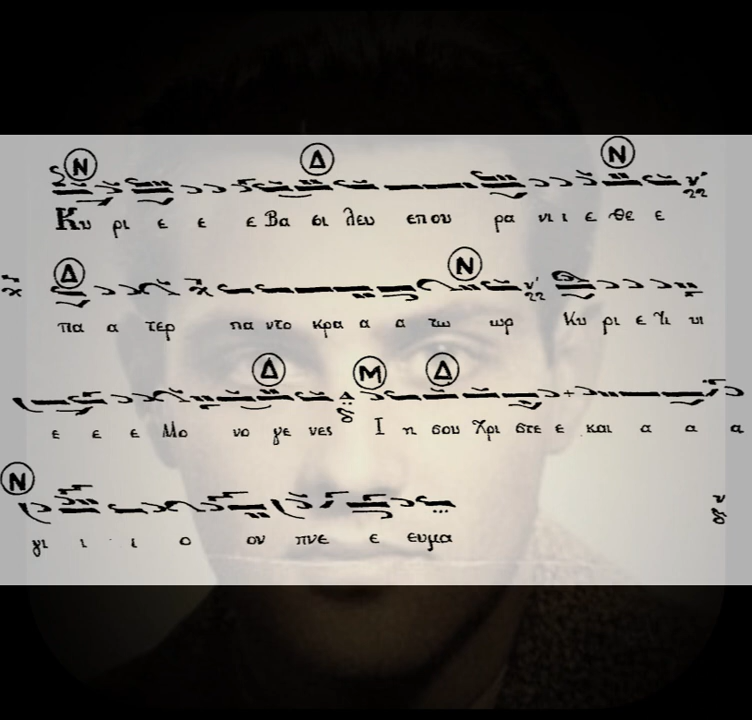 Ν Δ Ν
Κυ ρι ε ε ε Βα σι λευ επου ρα νι ι ε Θε ε
Δ Ν
πα α τερ πα ντο κρα α α τω ωρ Κυ ρι ε Υι υι
Δ Μ Δ
ε ε ε Μο νο γε νες Ι η σου Χρι στε ε και α α α
Ν
γι ι ι ο ον πνε ε ευμα